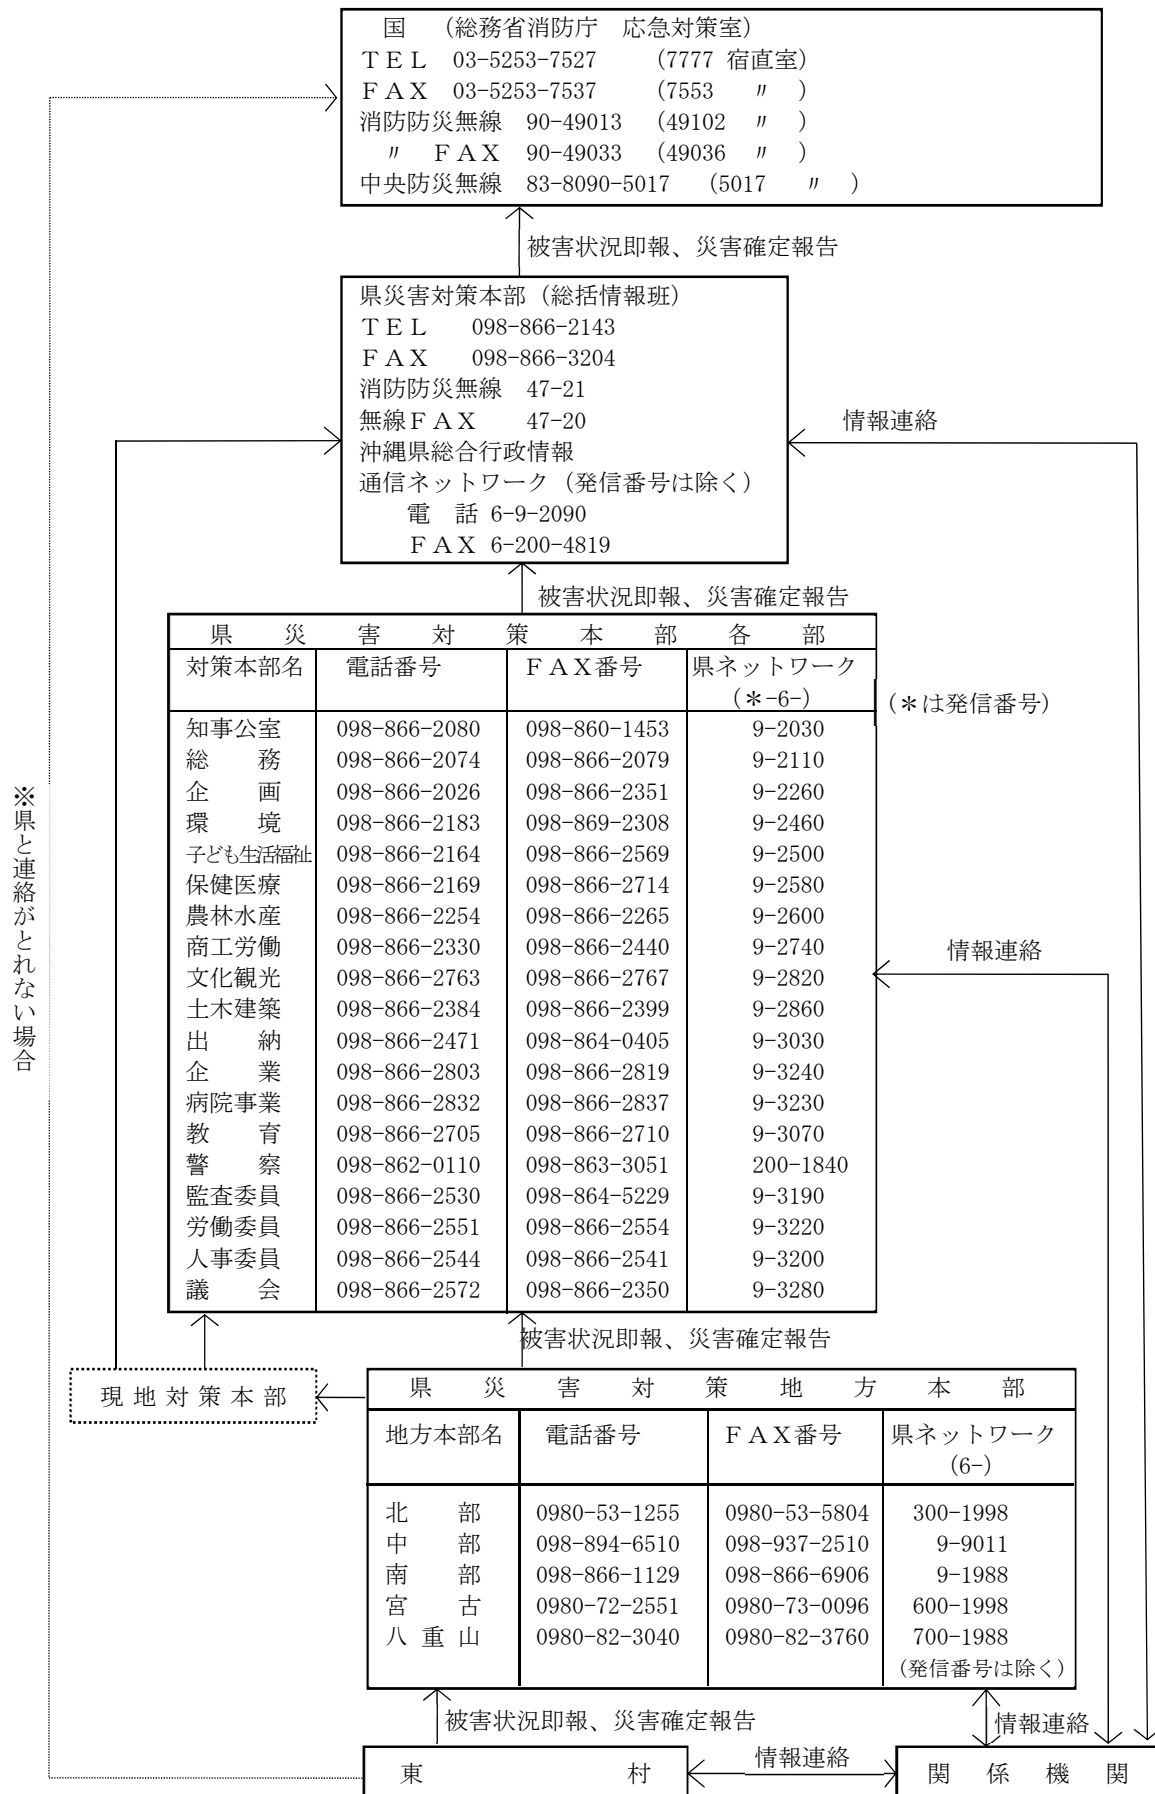 国　（総務省消防庁　応急対策室）
ＴＥＬ　03-5253-7527　　（7777 宿直室）
ＦＡＸ　03-5253-7537　　（7553　〃　）
消防防災無線　90-49013　（49102　〃　）
〃　ＦＡＸ　90-49033　（49036　〃　）
中央防災無線　83-8090-5017　（5017　〃　）
被害状況即報、災害確定報告
県災害対策本部（総括情報班）
ＴＥＬ　098-866-2143
ＦＡＸ　098-866-3204
消防防災無線　47-21
無線ＦＡＸ　47-20
沖縄県総合行政情報
通信ネットワーク（発信番号は除く）
電　話 6-9-2090
ＦＡＸ 6-200-4819
情報連絡
被害状況即報、災害確定報告
県　災　害　対　策　本　部　各　部
対策本部名　電話番号　ＦＡＸ番号　県ネットワーク
（＊-6-）
（＊は発信番号）
知事公室　098-866-2080　098-860-1453　9-2030
総　務　098-866-2074　098-866-2079　9-2110
企　画　098-866-2026　098-866-2351　9-2260
環　境　098-866-2183　098-869-2308　9-2460
子ども生活福祉　098-866-2164　098-866-2569　9-2500
保健医療　098-866-2169　098-866-2714　9-2580
農林水産　098-866-2254　098-866-2265　9-2600
商工労働　098-866-2330　098-866-2440　9-2740
文化観光　098-866-2763　098-866-2767　9-2820
土木建築　098-866-2384　098-866-2399　9-2860
出　納　098-866-2471　098-864-0405　9-3030
企　業　098-866-2803　098-866-2819　9-3240
病院事業　098-866-2832　098-866-2837　9-3230
教　育　098-866-2705　098-866-2710　9-3070
警　察　098-862-0110　098-863-3051　200-1840
監査委員　098-866-2530　098-864-5229　9-3190
労働委員　098-866-2551　098-866-2554　9-3220
人事委員　098-866-2544　098-866-2541　9-3200
議　会　098-866-2572　098-866-2350　9-3280
情報連絡
※県と連絡がとれない場合
被害状況即報、災害確定報告
現地対策本部
県　災　害　対　策　地　方　本　部
地方本部名　電話番号　ＦＡＸ番号　県ネットワーク
（6-）
北　部　0980-53-1255　0980-53-5804　300-1998
中　部　098-894-6510　098-937-2510　9-9011
南　部　098-866-1129　098-866-6906　9-1988
宮　古　0980-72-2551　0980-73-0096　600-1998
八重山　0980-82-3040　0980-82-3760　700-1988
（発信番号は除く）
被害状況即報、災害確定報告
情報連絡
東　村
情報連絡
関　係　機　関